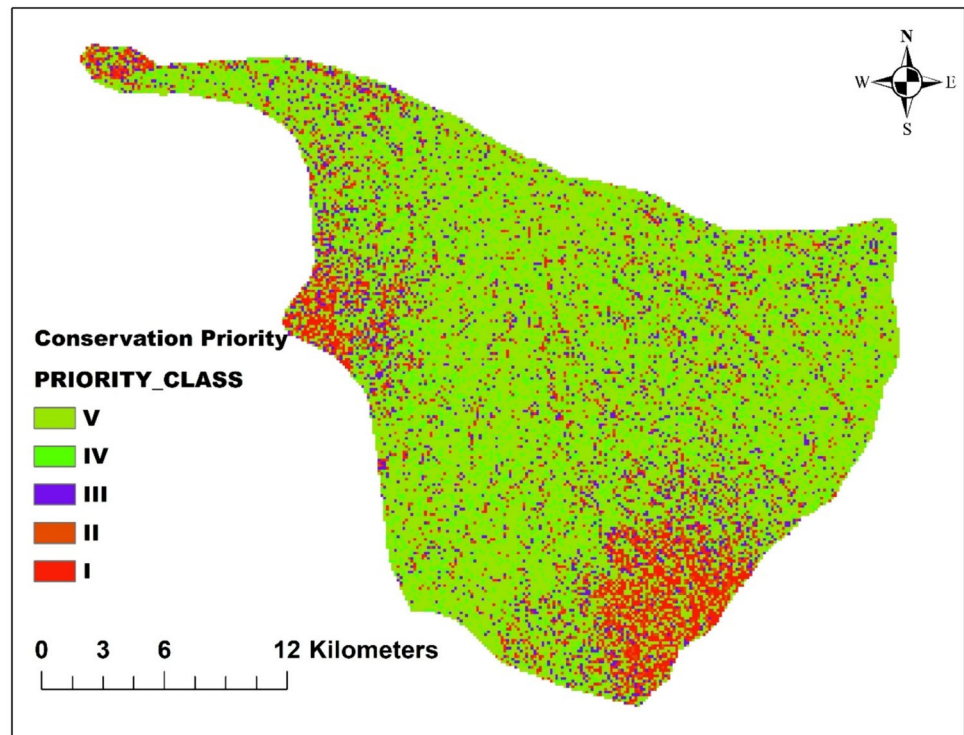 N
W E
S
Conservation Priority
PRIORITY_CLASS
V
IV
III
II
I
0 3 6 12 Kilometers